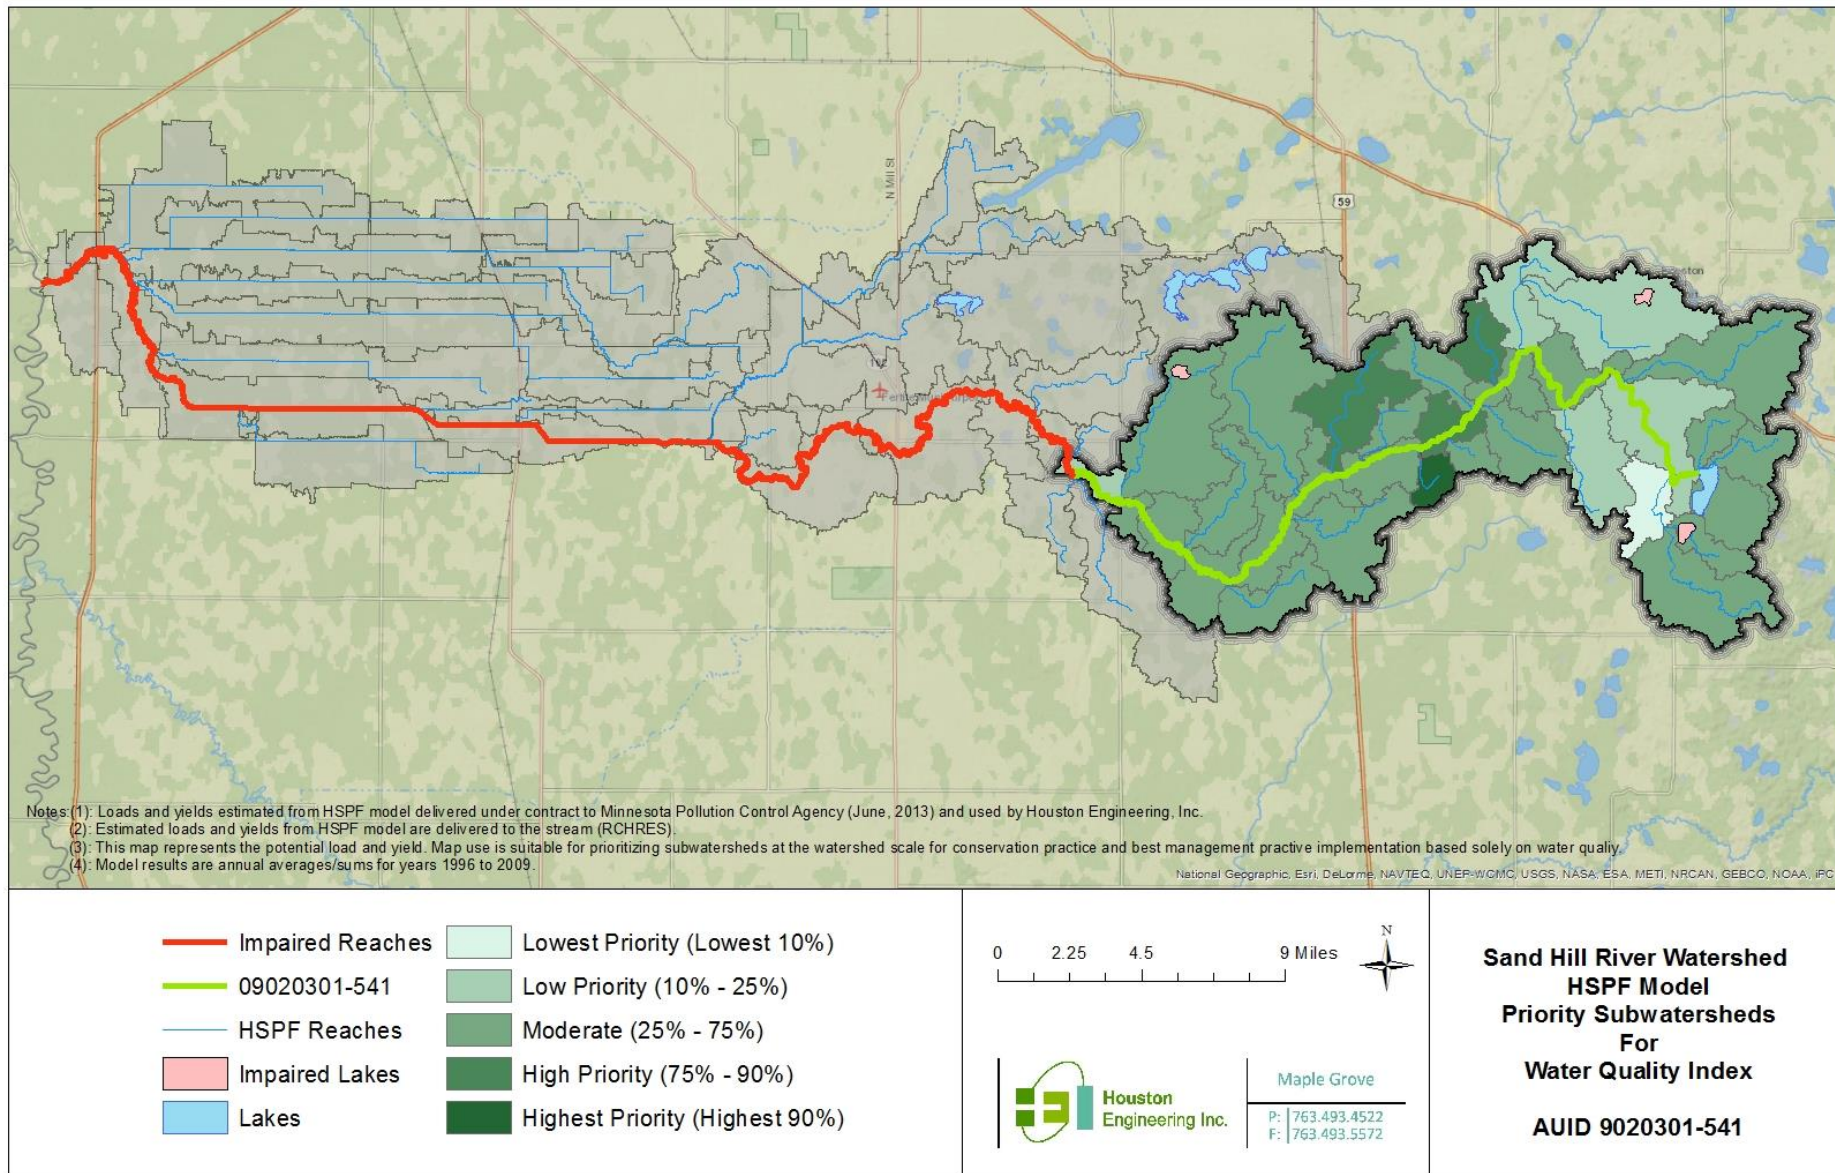 59
N Mill St
Notes:(1): Loads and yields estimated from HSPF model delivered under contract to Minnesota Pollution Control Agency (June, 2013) and used by Houston Engineering, Inc.
(2): Estimated loads and yields from HSPF model are delivered to the stream (RCHRES).
(3): This map represents the potential load and yield. Map use is suitable for prioritizing subwatersheds at the watershed scale for conservation practice and best management practive implementation based solely on water qualiy.
(4): Model results are annual averages/sums for years 1996 to 2009.
National Geographic, Esri, DeLorme, NAVTEQ, UNEP-WCMC, USGS, NASA, ESA, METI, NRCAN, GEBCO, NOAA, iPC
Impaired Reaches
09020301-541
HSPF Reaches
Impaired Lakes
Lakes
Lowest Priority (Lowest 10%)
Low Priority (10% - 25%)
Moderate (25% - 75%)
High Priority (75% - 90%)
Highest Priority (Highest 90%)
0 2.25 4.5 9 Miles
N
Houston
Engineering Inc.
Maple Grove
P: 763.493.4522
F: 763.493.5572
Sand Hill River Watershed
HSPF Model
Priority Subwatersheds
For
Water Quality Index
AUID 9020301-541